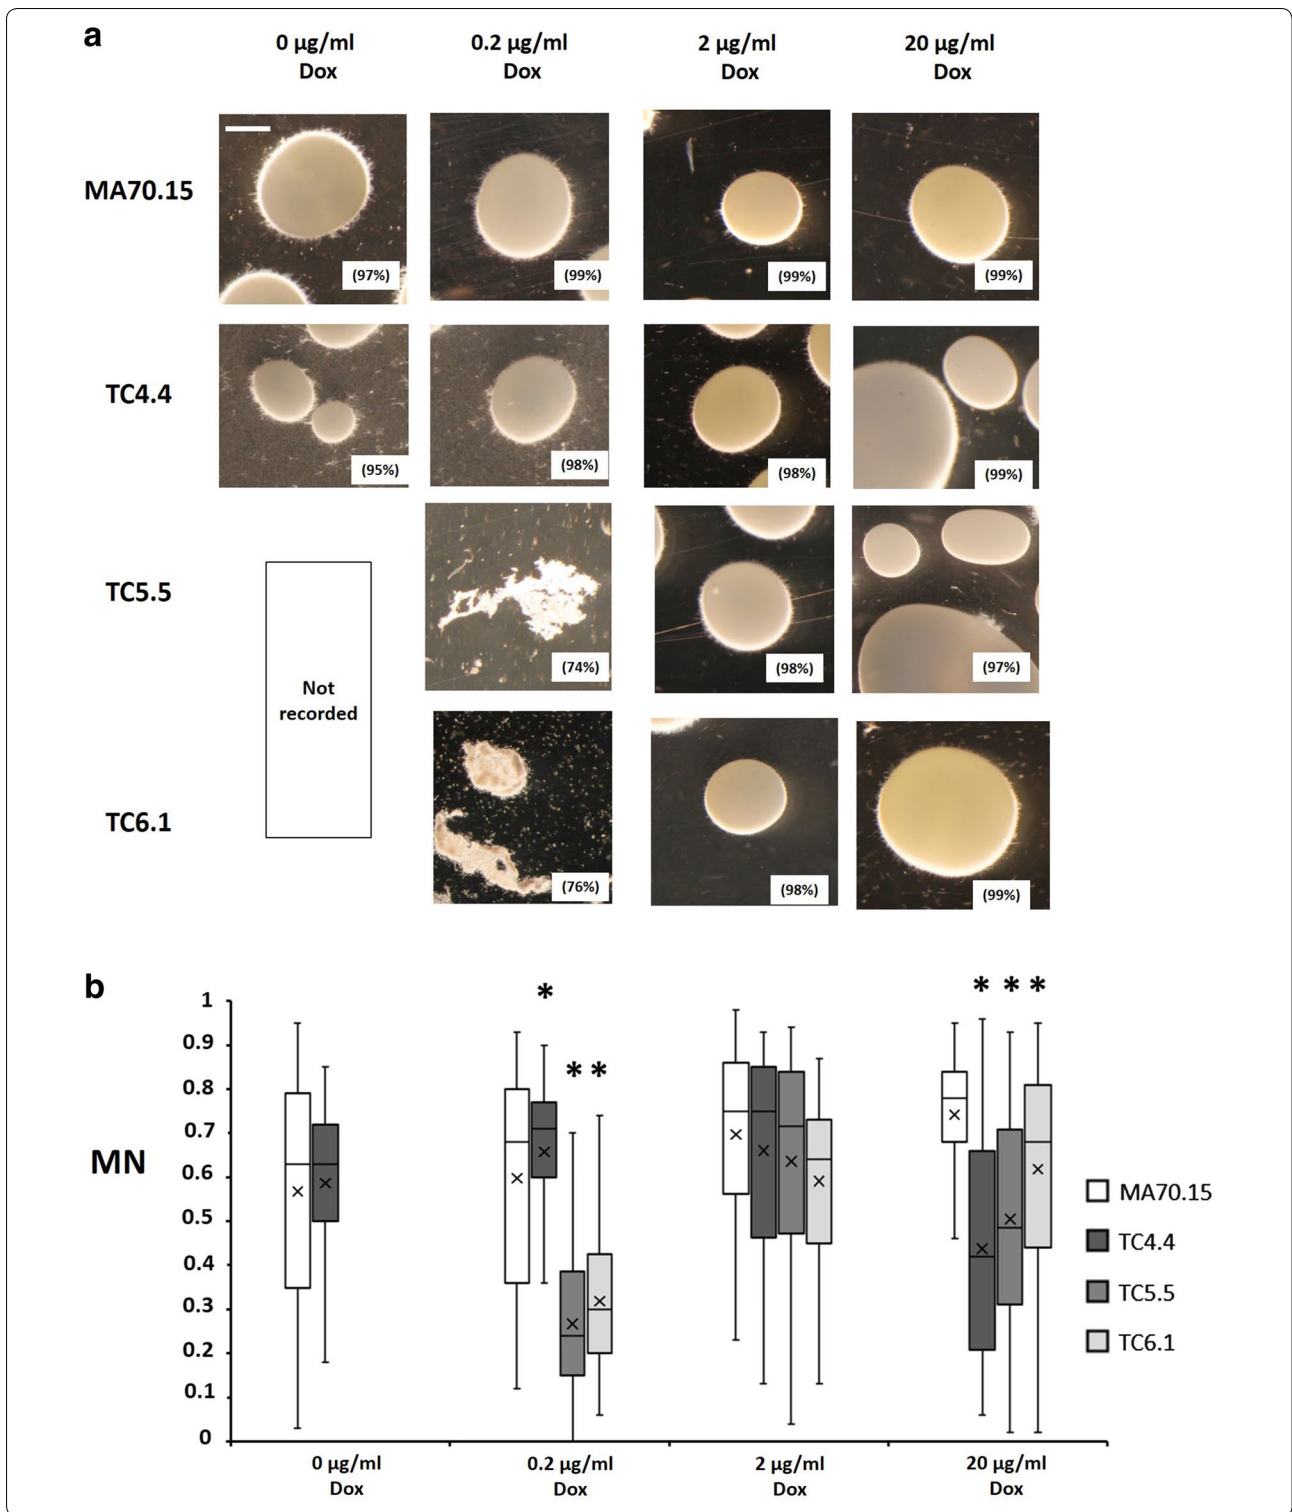 a
0 µg/ml 0.2 µg/ml 2 µg/ml 20 µg/ml
Dox Dox Dox Dox
MA70.15
(97%) (99%) (99%) (99%)
TC4.4
(95%) (98%) (98%) (99%)
TC5.5
(74%) (98%) (97%)
Not
recorded
TC6.1
(76%) (98%) (99%)
b
* * * *
* *
1
0.9
0.8
0.7
0.6
0.5
0.4
0.3
0.2
0.1
0
MN
MA70.15
TC4.4
TC5.5
TC6.1
0 µg/ml 0.2 µg/ml 2 µg/ml 20 µg/ml
Dox Dox Dox Dox